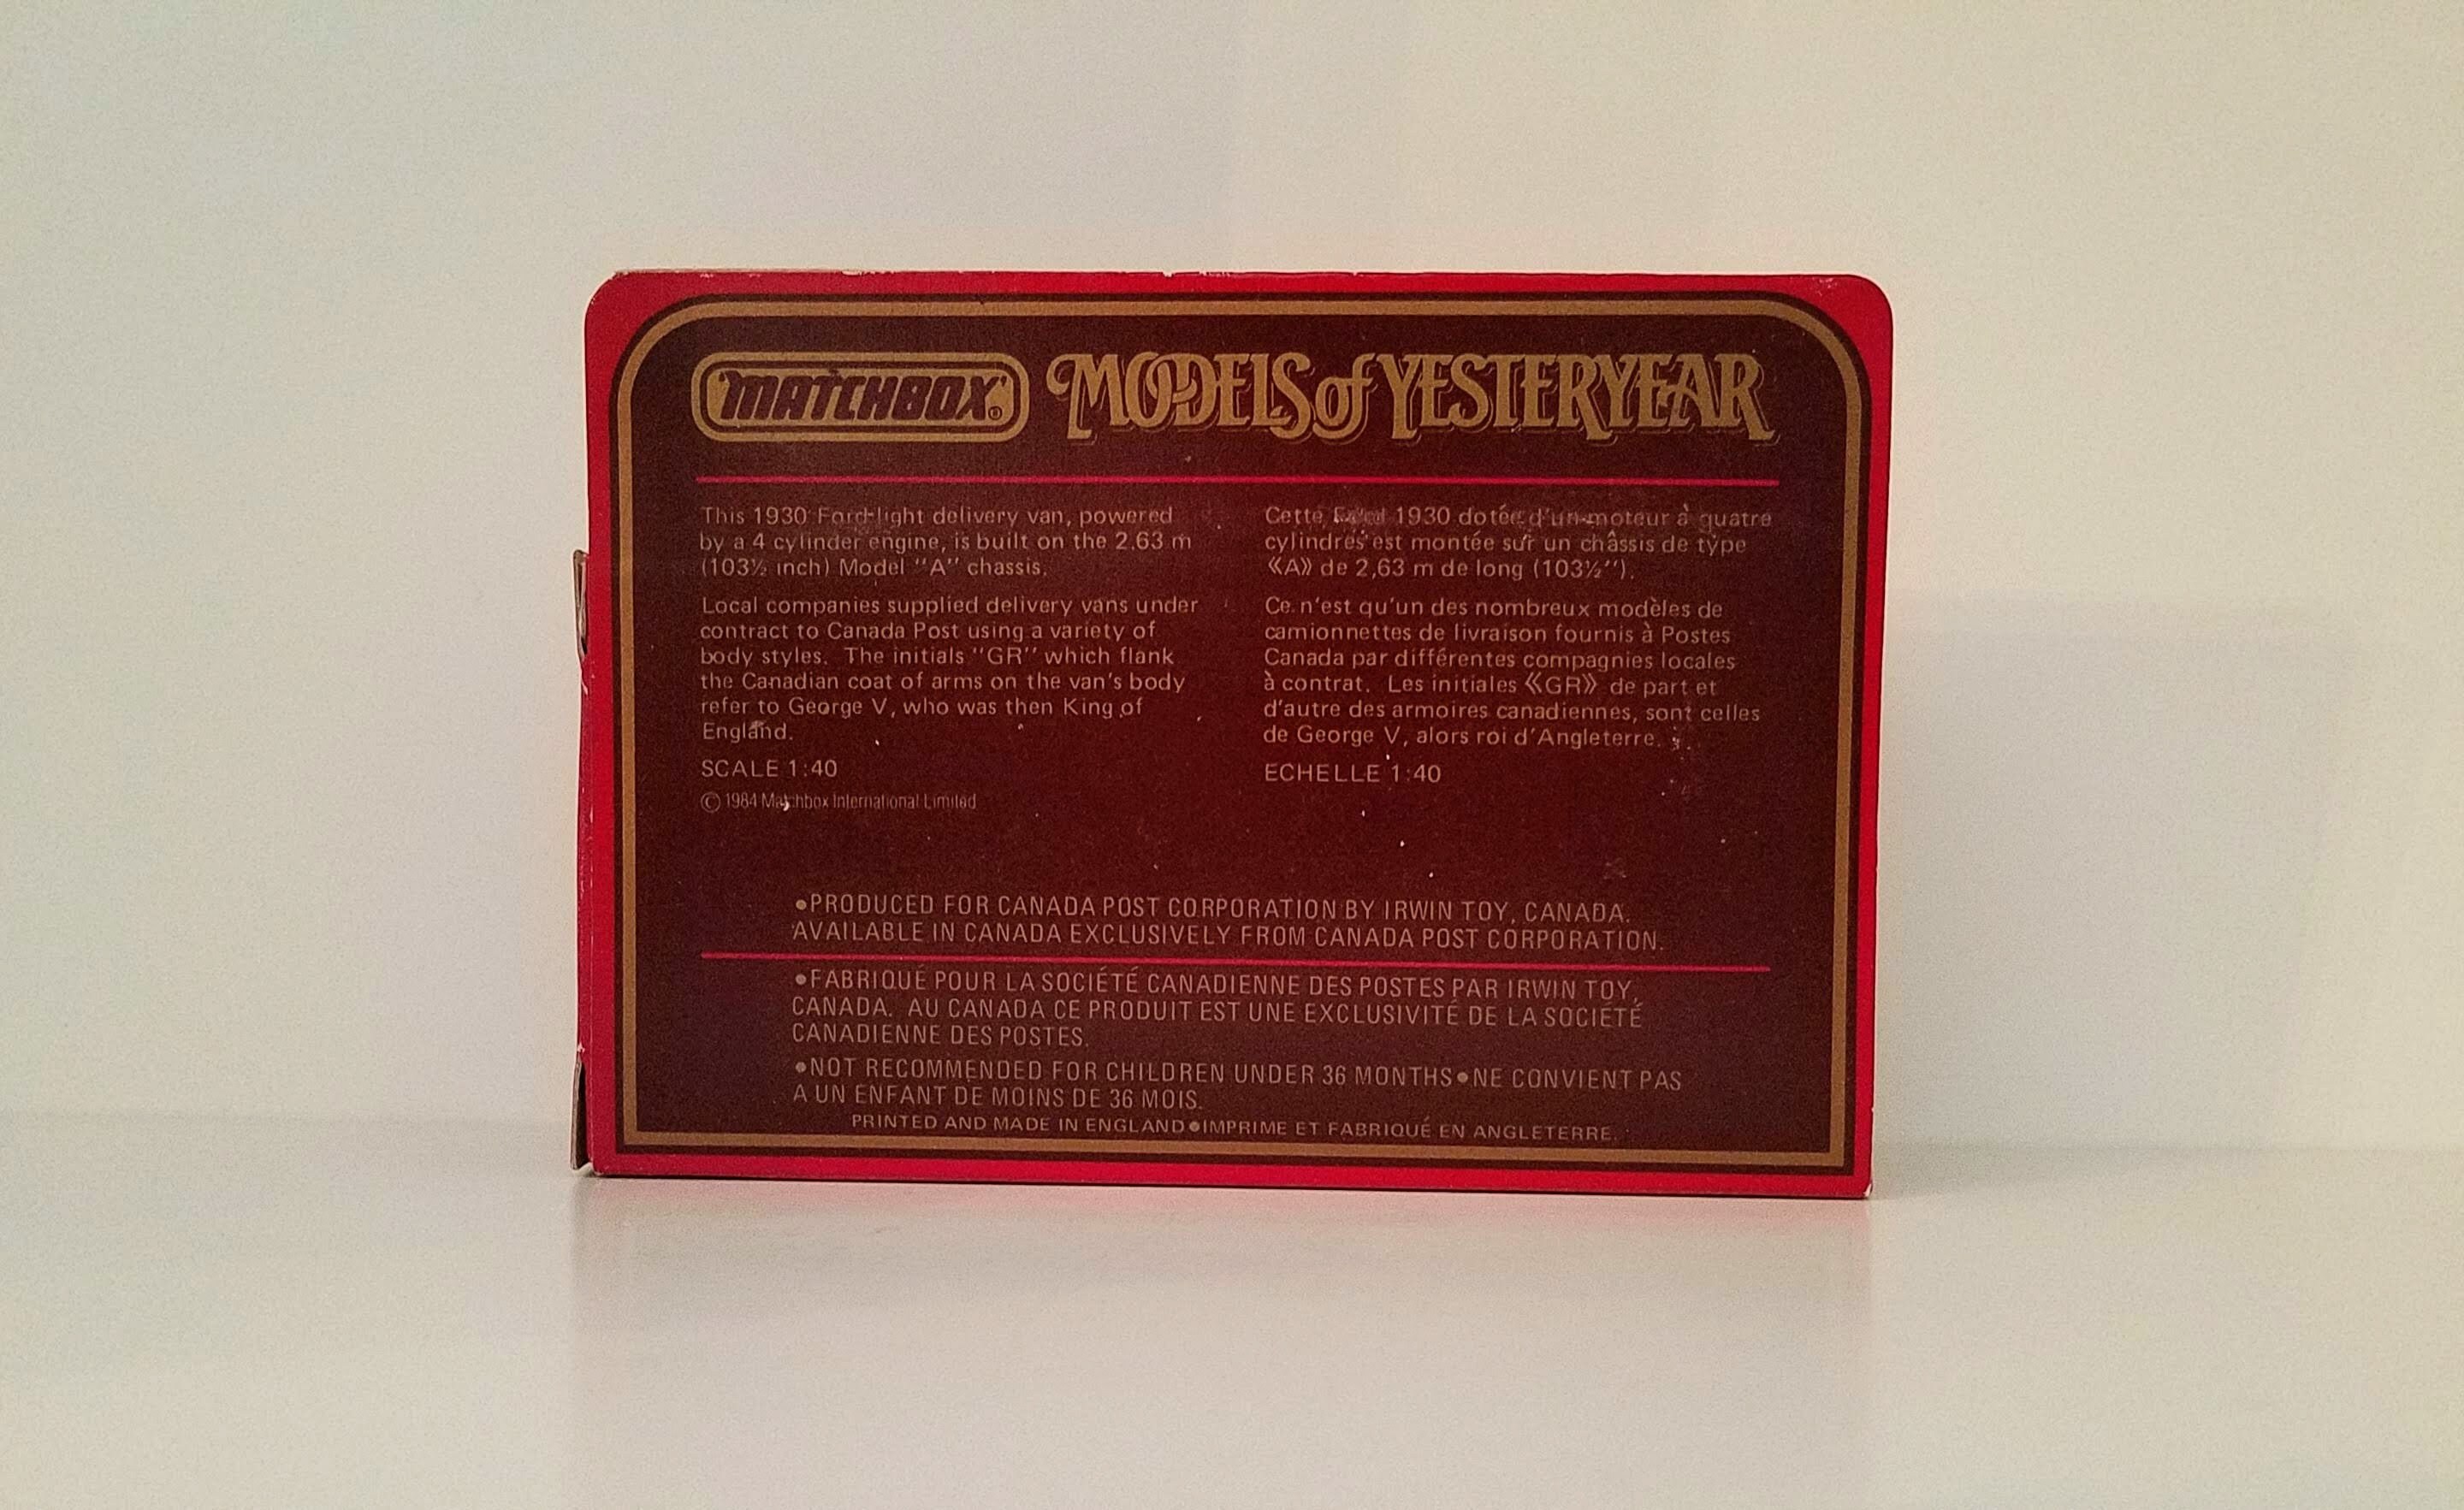 MATCHBOX® MODELS of YESTERYEAR
This 1930 Ford light delivery van, powered
by a 4 cylinder engine, is built on the 2.63 m
(103½ inch) Model "A" chassis.
Local companies supplied delivery vans under
contract to Canada Post using a variety of
body styles. The initials "GR" which flank
the Canadian coat of arms on the van's body
refer to George V, who was then King of
England.
SCALE 1:40
© 1984 Matchbox International Limited
Cette Ford 1930 dotée d'un moteur à quatre
cylindres est montée sur un châssis de type
《A》 de 2,63 m de long (103½'').
Ce n'est qu'un des nombreux modèles de
camionnettes de livraison fournis à Postes
Canada par différentes compagnies locales
à contrat. Les initiales 《GR》 de part et
d'autre des armoires canadiennes, sont celles
de George V, alors roi d'Angleterre.
ECHELLE 1:40
•PRODUCED FOR CANADA POST CORPORATION BY IRWIN TOY, CANADA.
AVAILABLE IN CANADA EXCLUSIVELY FROM CANADA POST CORPORATION.
•FABRIQUÉ POUR LA SOCIÉTÉ CANADIENNE DES POSTES PAR IRWIN TOY,
CANADA. AU CANADA CE PRODUIT EST UNE EXCLUSIVITÉ DE LA SOCIÉTÉ
CANADIENNE DES POSTES.
•NOT RECOMMENDED FOR CHILDREN UNDER 36 MONTHS•NE CONVIENT PAS
A UN ENFANT DE MOINS DE 36 MOIS.
PRINTED AND MADE IN ENGLAND•IMPRIME ET FABRIQUÉ EN ANGLETERRE.